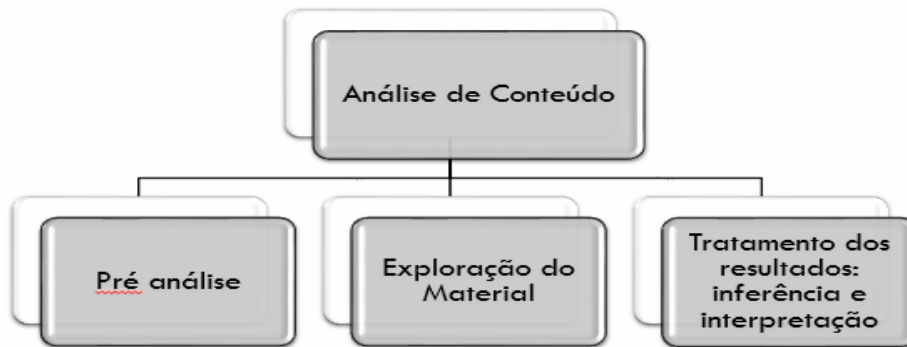 Análise de Conteúdo
Pré análise
Exploração do
Material
Tratamento dos
resultados:
inferência e
interpretação